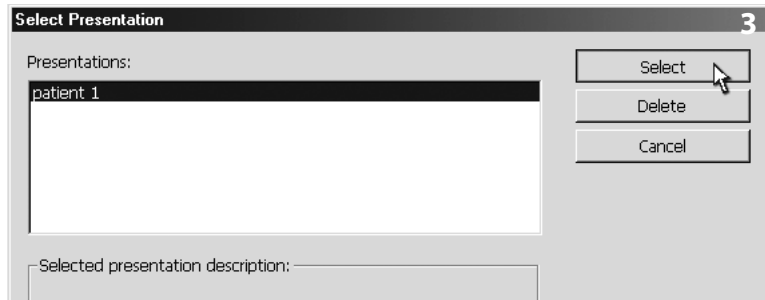 Select Presentation
3
Presentations:
patient 1
Select
Delete
Cancel
Selected presentation description: